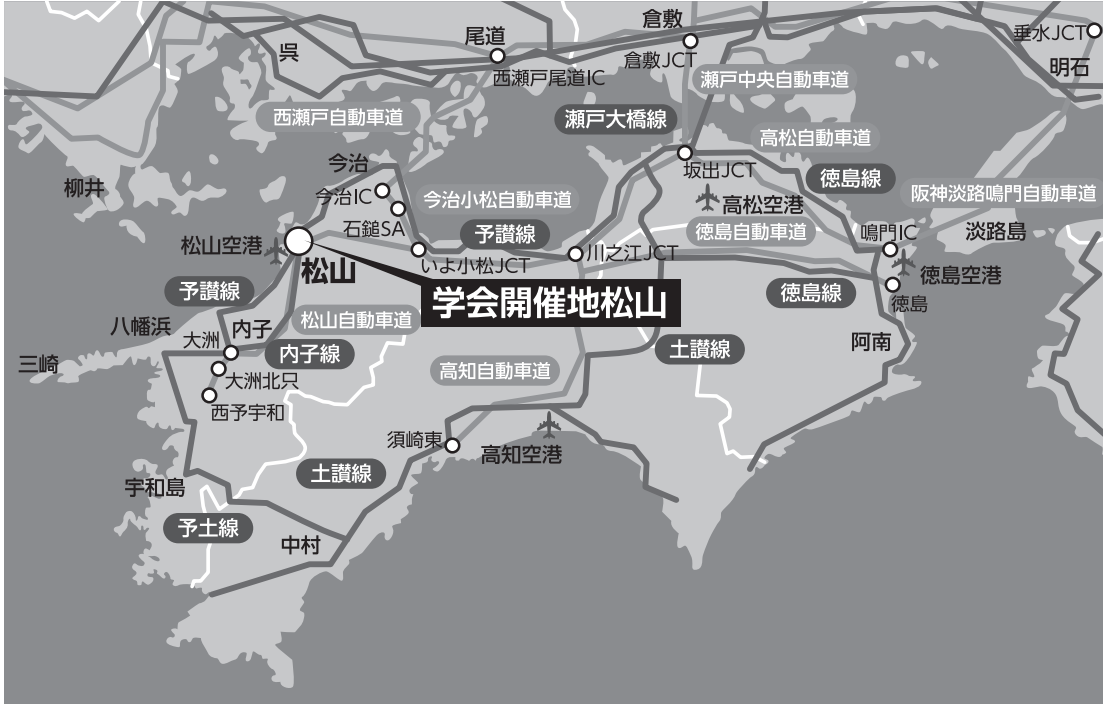 倉敷
尾道
垂水JCT
呉
倉敷JCT
明石
西瀬戸尾道IC
瀬戸中央自動車道
西瀬戸自動車道
瀬戸大橋線
高松自動車道
今治
坂出JCT
徳島線
柳井
今治IC
今治小松自動車道
高松空港
阪神淡路鳴門自動車道
石鎚SA
予讃線
徳島自動車道
鳴門IC
淡路島
松山空港
川之江JCT
松山
いよ小松JCT
徳島空港
予讃線
学会開催地松山
徳島線
徳島
八幡浜
内子
松山自動車道
大洲
内子線
土讃線
阿南
三崎
高知自動車道
大洲北只
西予宇和
須崎東
高知空港
土讃線
宇和島
予土線
中村